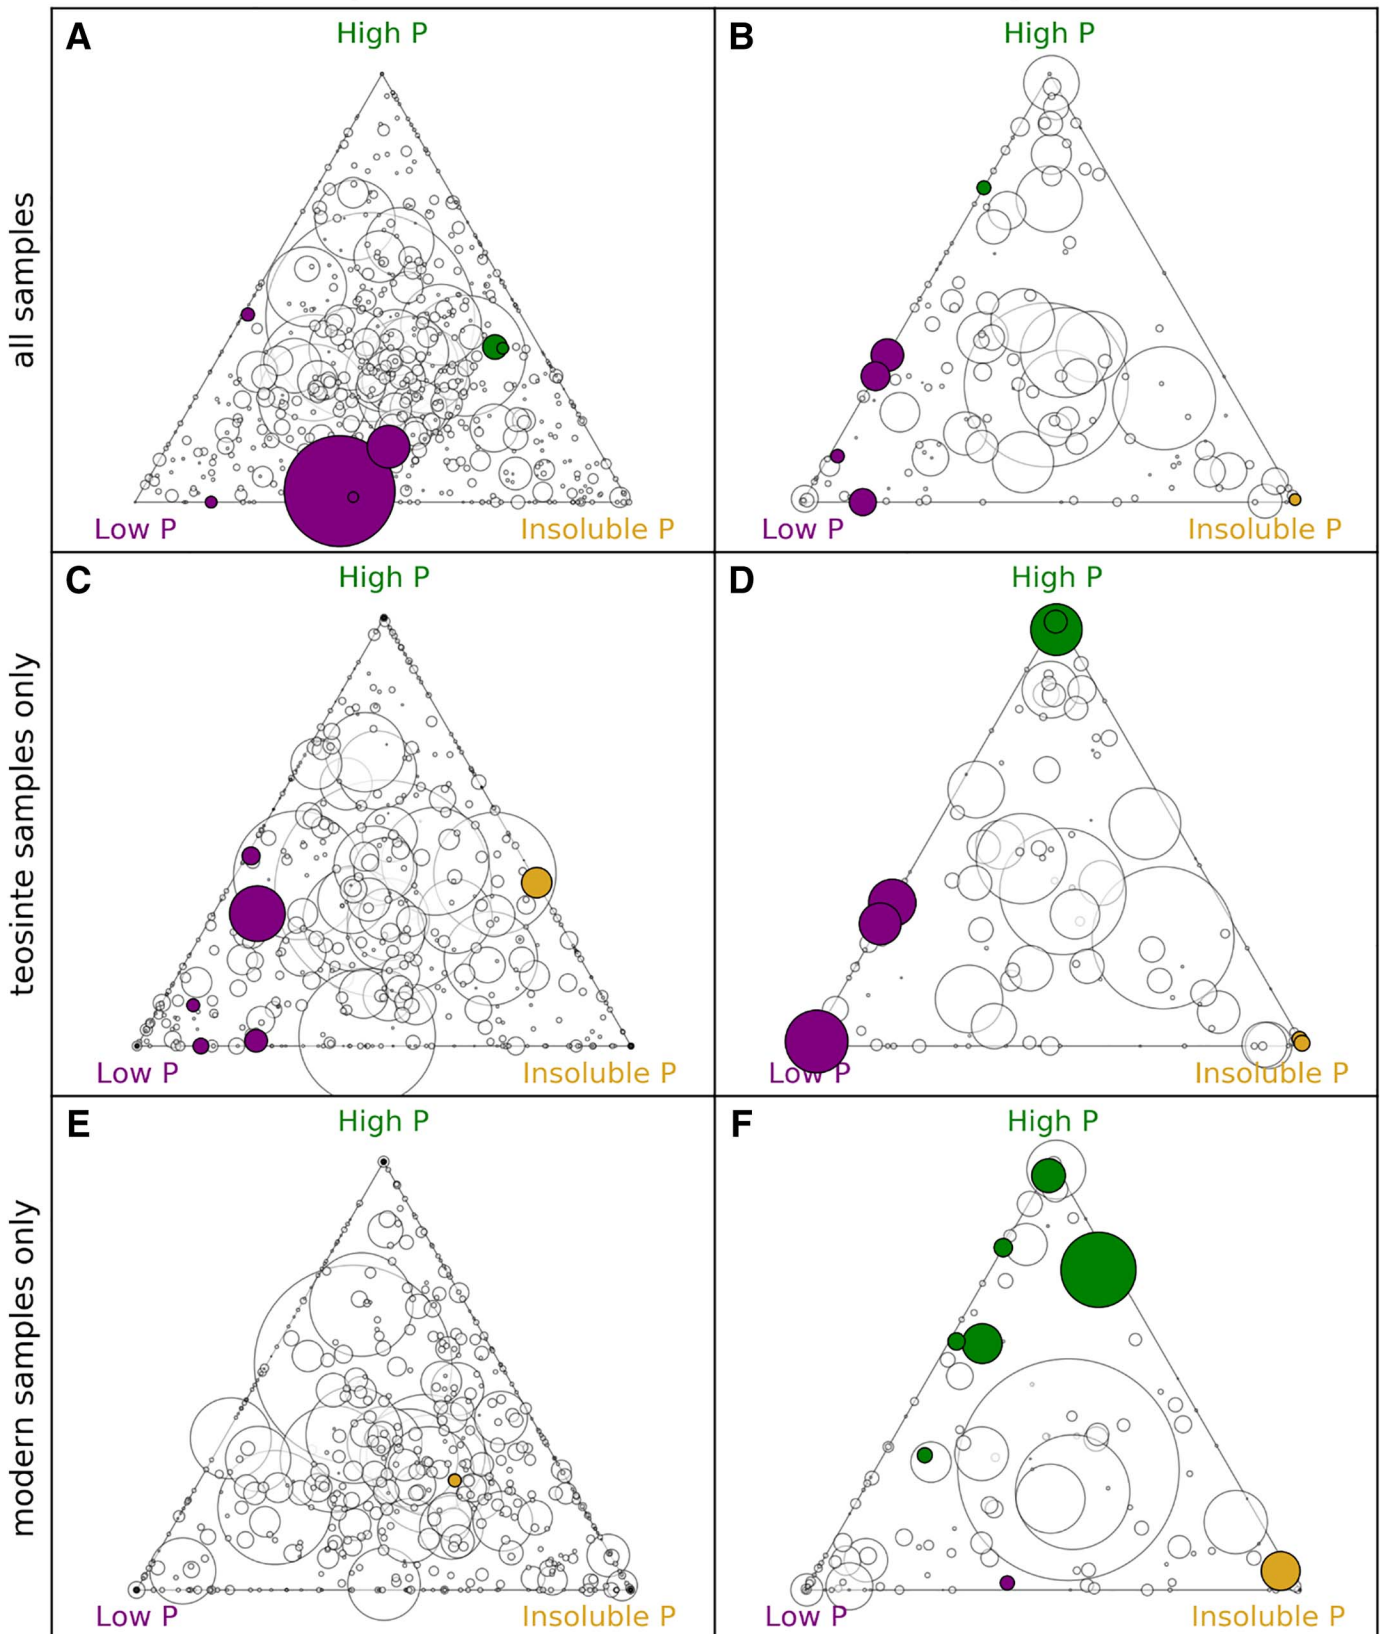 A
High P
B
High P
all samples
Low P
Insoluble P
Low P
Insoluble P
C
High P
D
High P
teosinte samples only
Low P
Insoluble P
Low P
Insoluble P
E
High P
F
High P
modern samples only
Low P
Insoluble P
Low P
Insoluble P